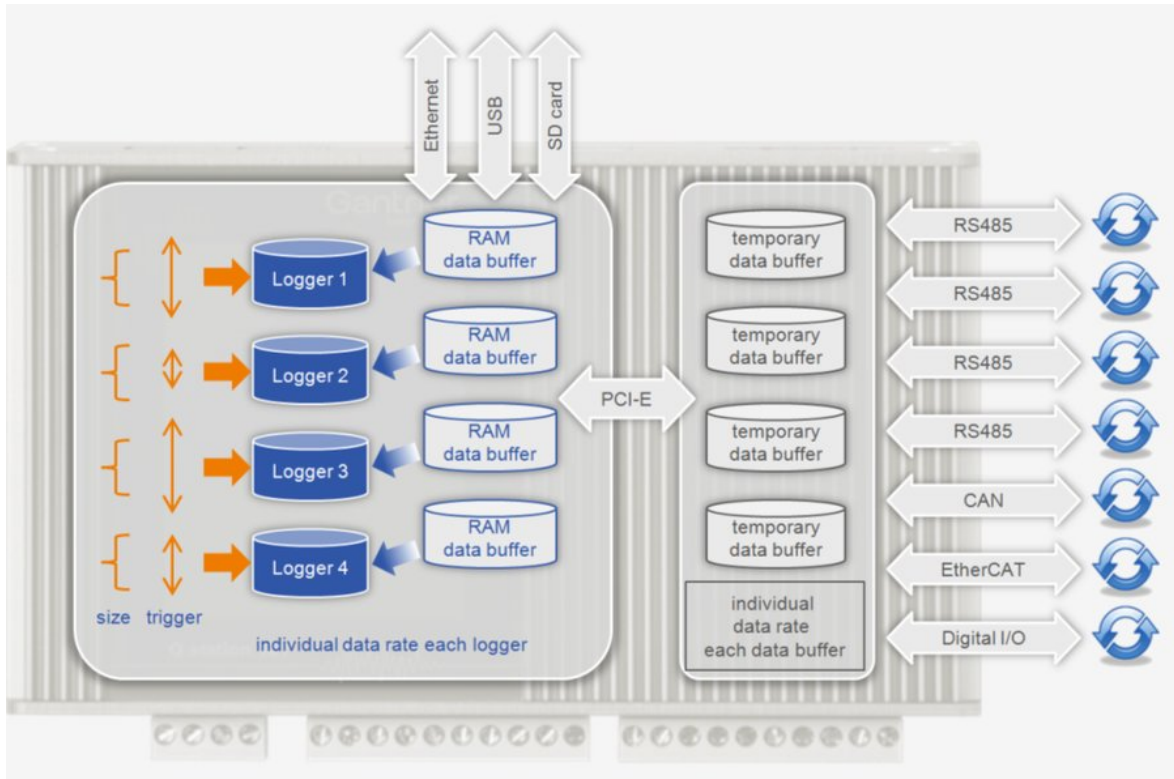 Ethernet
USB
SD card
RAM
data buffer
Logger 1
RAM
data buffer
Logger 2
RAM
data buffer
Logger 3
RAM
data buffer
Logger 4
size
trigger
individual data rate each logger
PCI-E
temporary
data buffer
temporary
data buffer
temporary
data buffer
temporary
data buffer
individual
data rate
each data buffer
RS485
RS485
RS485
RS485
CAN
EtherCAT
Digital I/O